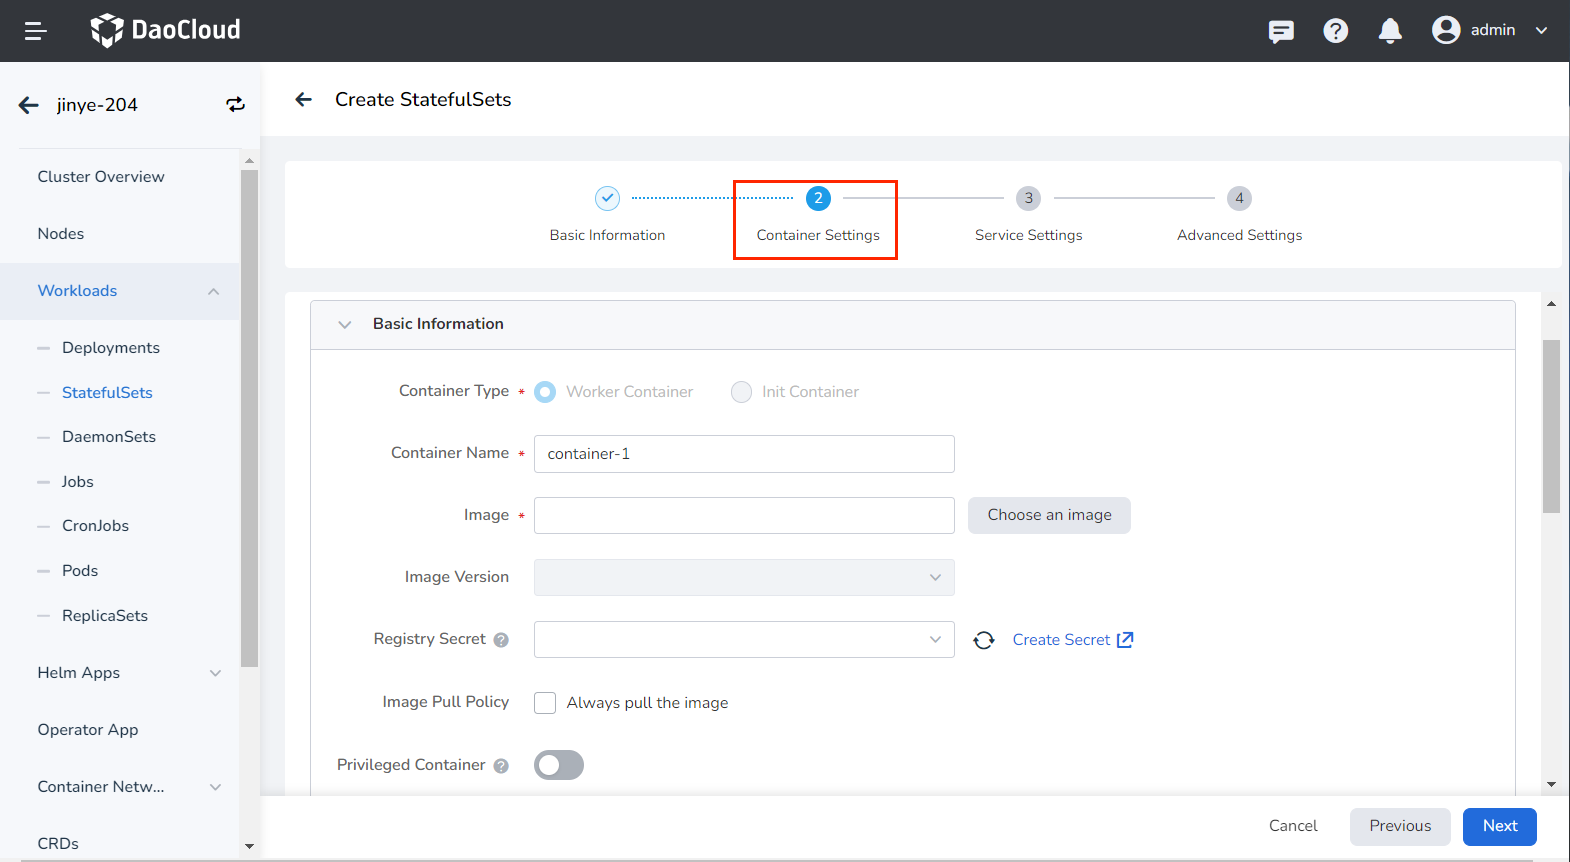 DaoCloud
admin
jinye-204
Create StatefulSets
Cluster Overview
Nodes
Workloads
Deployments
StatefulSets
DaemonSets
Jobs
CronJobs
Pods
ReplicaSets
Helm Apps
Operator App
Container Netw...
CRDs
2
3
4
Basic Information
Container Settings
Service Settings
Advanced Settings
Basic Information
Container Type * Worker Container Init Container
Container Name * container-1
Image * Choose an image
Image Version
Registry Secret ? Create Secret
Image Pull Policy Always pull the image
Privileged Container ?
Cancel Previous Next